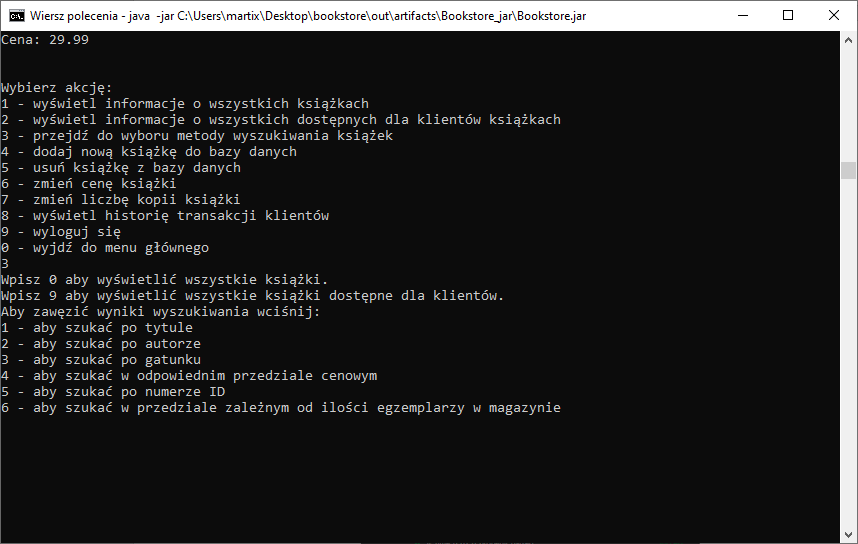 Wiersz polecenia - java  -jar C:\Users\martix\Desktop\bookstore\out\artifacts\Bookstore_jar\Bookstore.jar
Cena: 29.99
Wybierz akcję:
1 - wyświetl informacje o wszystkich książkach
2 - wyświetl informacje o wszystkich dostępnych dla klientów książkach
3 - przejdź do wyboru metody wyszukiwania książek
4 - dodaj nową książkę do bazy danych
5 - usuń książkę z bazy danych
6 - zmień cenę książki
7 - zmień liczbę kopii książki
8 - wyświetl historię transakcji klientów
9 - wyloguj się
0 - wyjdź do menu głównego
3
Wpisz 0 aby wyświetlić wszystkie książki.
Wpisz 9 aby wyświetlić wszystkie książki dostępne dla klientów.
Aby zawęzić wyniki wyszukiwania wciśnij:
1 - aby szukać po tytule
2 - aby szukać po autorze
3 - aby szukać po gatunku
4 - aby szukać w odpowiednim przedziale cenowym
5 - aby szukać po numerze ID
6 - aby szukać w przedziale zależnym od ilości egzemplarzy w magazynie